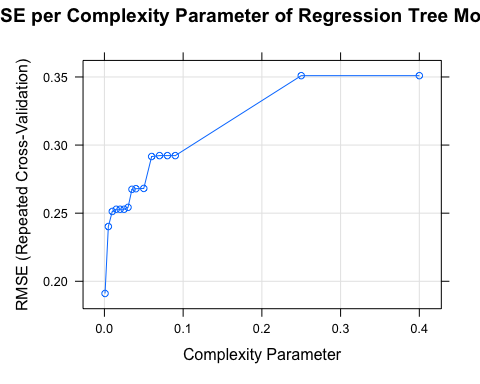 SE per Complexity Parameter of Regression Tree Mo
0.35
0.30
0.25
0.20
RMSE (Repeated Cross-Validation)
0.0 0.1 0.2 0.3 0.4
Complexity Parameter